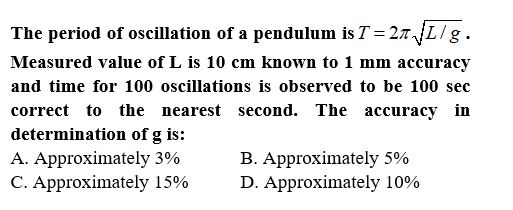 The period of oscillation of a pendulum is T = 2π√L/g.
Measured value of L is 10 cm known to 1 mm accuracy
and time for 100 oscillations is observed to be 100 sec
correct to the nearest second. The accuracy in
determination of g is:
A. Approximately 3% B. Approximately 5%
C. Approximately 15% D. Approximately 10%